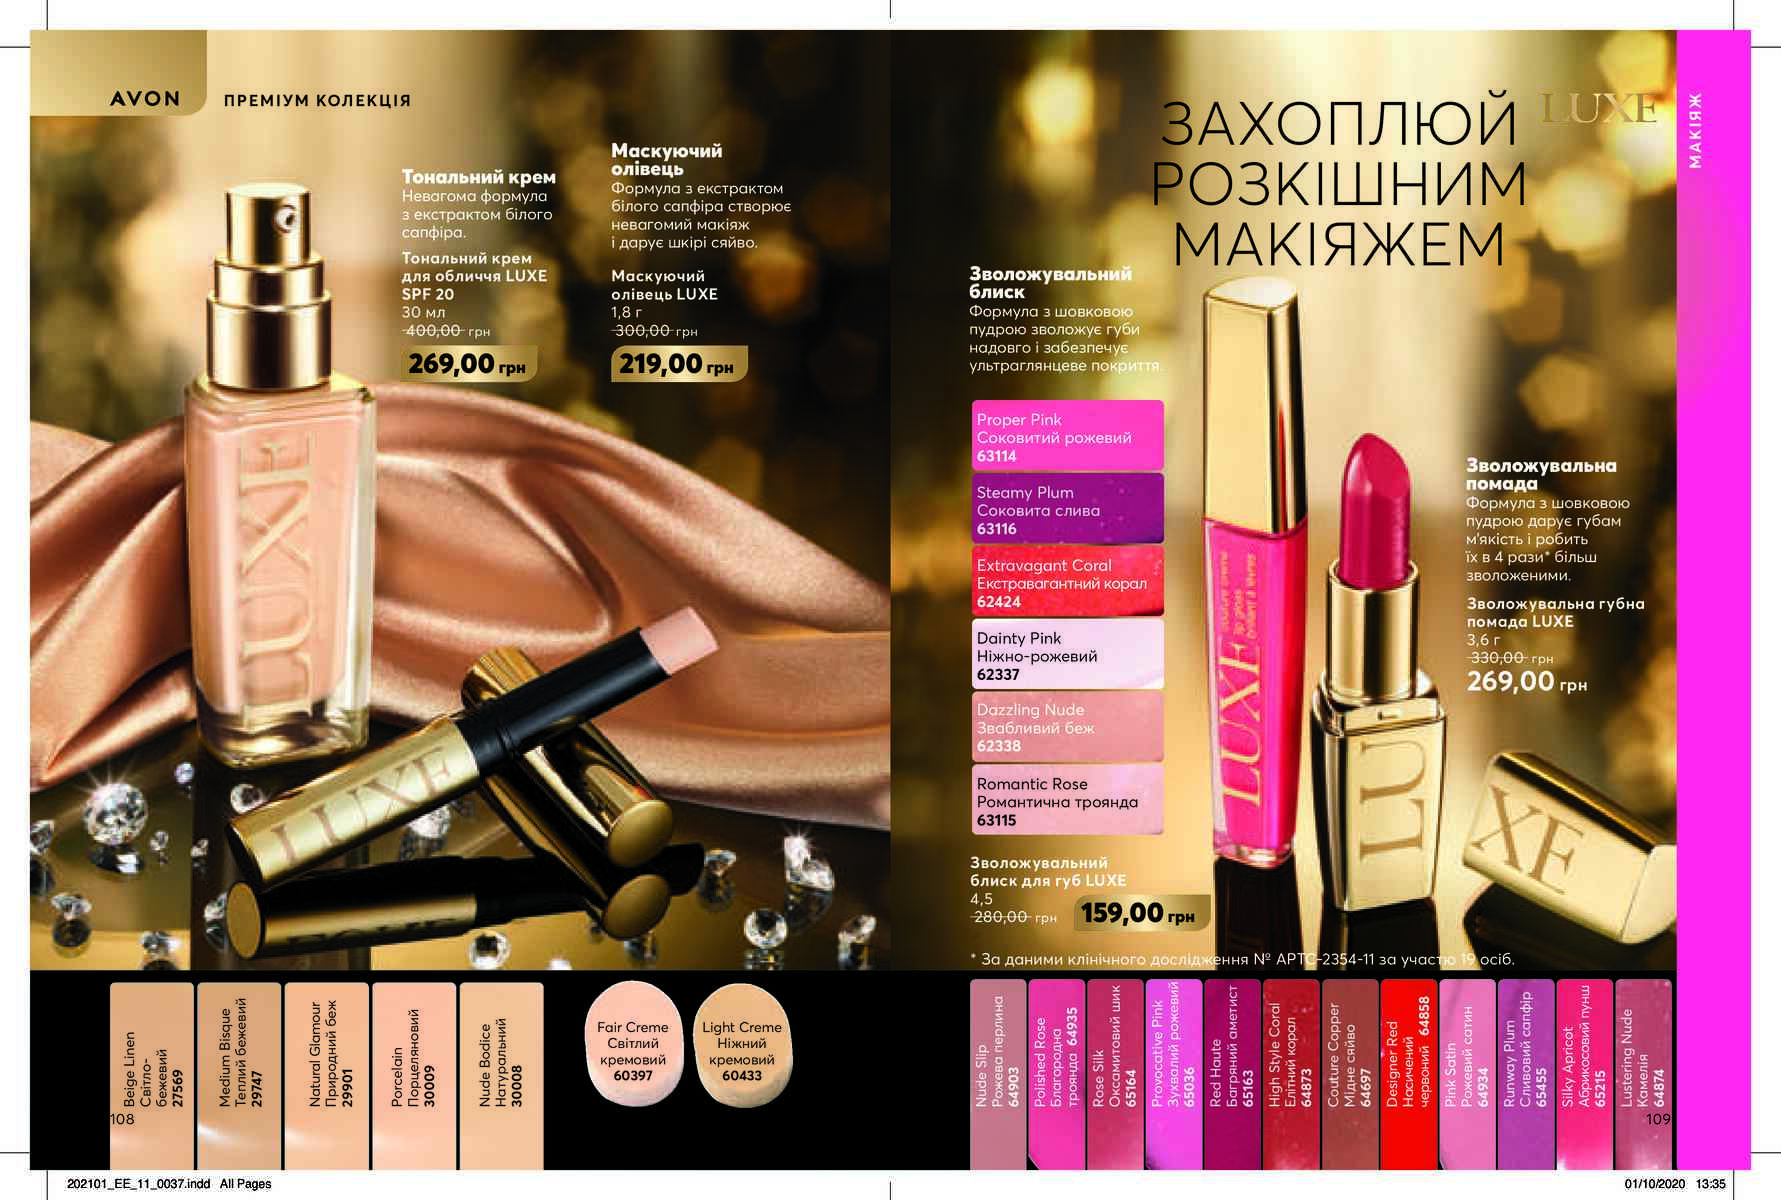 AVON
ПРЕМІУМ КОЛЕКЦІЯ
Тональний крем
Невагома формула
з екстрактом білого
сапфіра.
Тональний крем
для обличчя LUXE
SPF 20
30 мл
400,00 грн
269,00 грн
Маскуючий
олівець
Формула з екстрактом
білого сапфіра створює
невагомий макіяж
і дарує шкірі сяйво.
Маскуючий
олівець LUXE
1,8 г
300,00 грн
219,00 грн
LUXE
LUXE
Beige Linen
Світло-
бежевий
27569
Medium Bisque
Теплий бежевий
29747
Natural Glamour
Природний беж
29901
Porcelain
Порцеляновий
30009
Nude Bodice
Натуральний
30008
Fair Creme
Світлий
кремовий
60397
Light Creme
Ніжний
кремовий
60433
108
ЗАХОПЛЮЙ
РОЗКІШНИМ
МАКІЯЖЕМ
LUXE
МАКІЯЖ
Зволожувальний
блиск
Формула з шовковою
пудрою зволожує губи
надовго і забезпечує
ультраглянцеве покриття.
Proper Pink
Соковитий рожевий
63114
Steamy Plum
Соковита слива
63116
Extravagant Coral
Екстравагантний корал
62424
Dainty Pink
Ніжно-рожевий
62337
Dazzling Nude
Звабливий беж
62338
Romantic Rose
Романтична троянда
63115
Зволожувальний
блиск для губ LUXE
4,5
280,00 грн
159,00 грн
LUXE
LU
XE
Зволожувальна
помада
Формула з шовковою
пудрою дарує губам
м'якість і робить
їх в 4 рази* більш
зволоженими.
Зволожувальна губна
помада LUXE
3,6 г
330,00 грн
269,00 грн
* За даними клінічного дослідження № АРТС-2354-11 за участю 19 осіб.
Nude Slip
Рожева перлина
64903
Polished Rose
Благородна
троянда 64935
Rose Silk
Оксамитовий шик
65164
Provocative Pink
Зухвалий рожевий
65036
Red Haute
Багряний аметист
65163
High Style Coral
Елітний корал
64873
Couture Copper
Мідне сяйво
64697
Designer Red
Насичений
червоний 64858
Pink Satin
Рожевий сатин
64934
Runway Plum
Сливовий сапфір
65455
Silky Apricot
Абрикосовий пунш
65215
Lustering Nude
Камелія
64874
109
202101_EE_11_0037.indd All Pages
01/10/2020 13:35